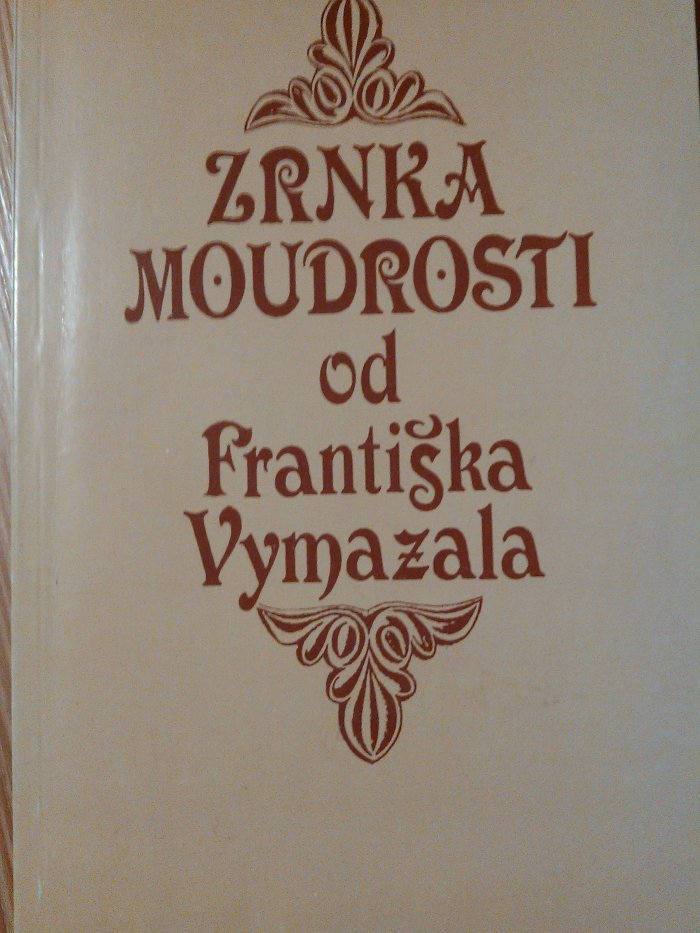 ZRNKA
MOUDROSTI
od
Františka
Vymazala